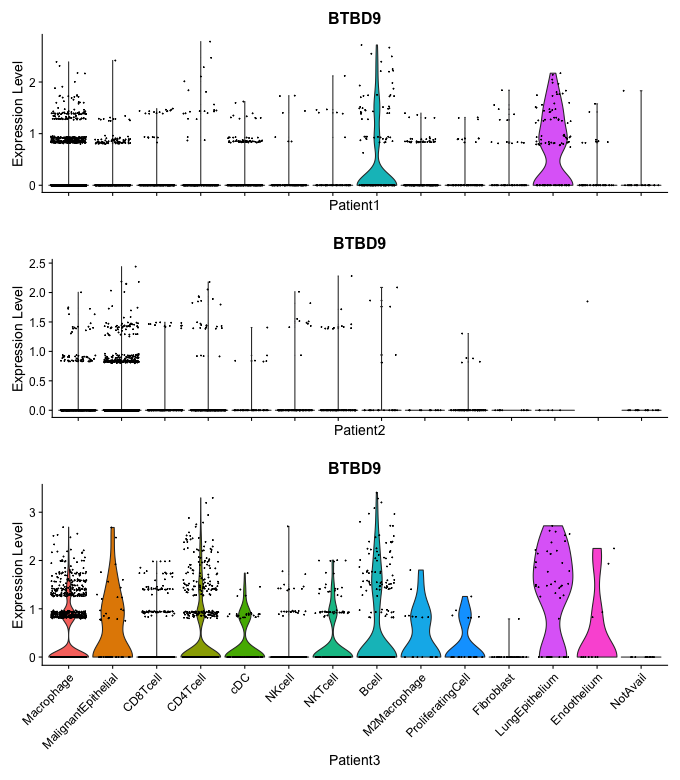 BTBD9
Expression Level
2
1
0
Patient1
BTBD9
Expression Level
2.5
2.0
1.5
1.0
0.5
0.0
Patient2
BTBD9
Expression Level
3
2
1
0
Macrophage
MalignantEpithelial
CD8Tcell
CD4Tcell
cDC
NKcell
NKTcell
Bcell
M2Macrophage
ProliferatingCell
Fibroblast
LungEpithelium
Endothelium
NotAvail
Patient3